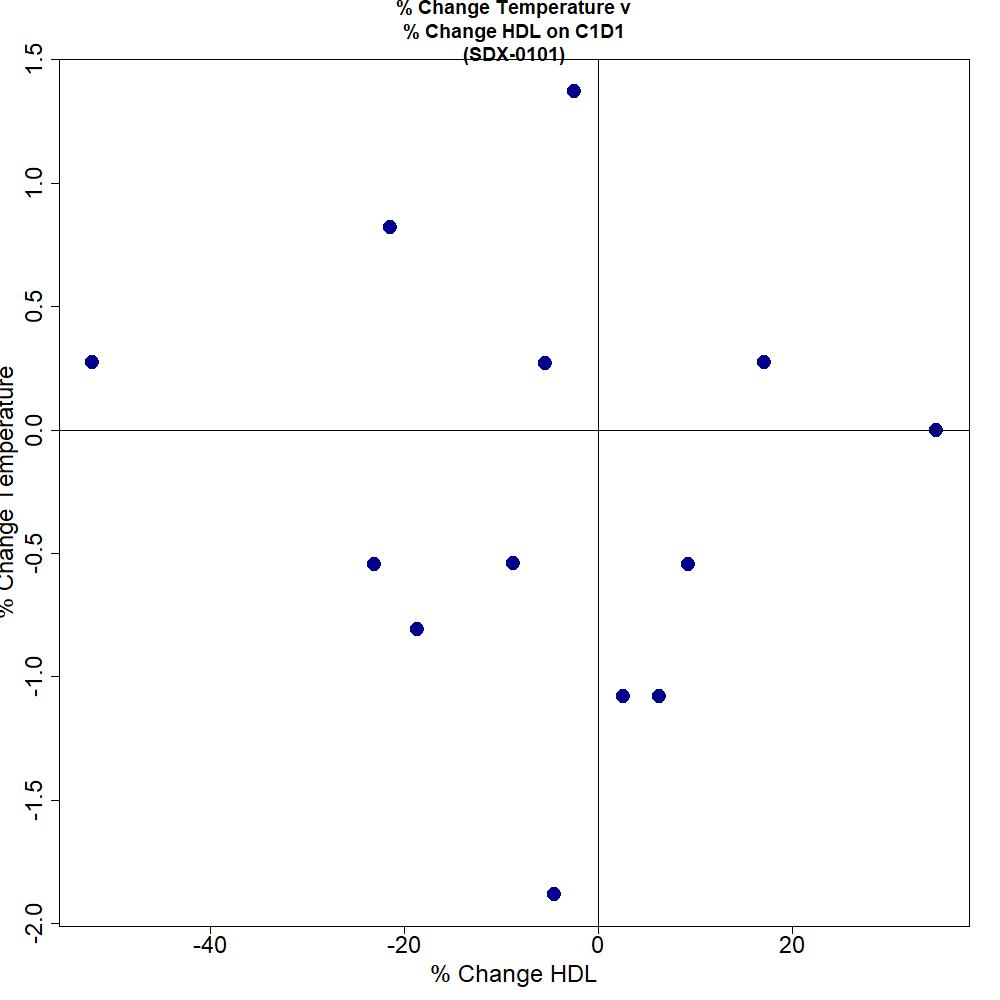 % Change Temperature v
% Change HDL on C1D1
(SDX-0101)
1.5
1.0
0.5
0.0
-0.5
-1.0
-1.5
-2.0
% Change Temperature
-40
-20
0
20
% Change HDL